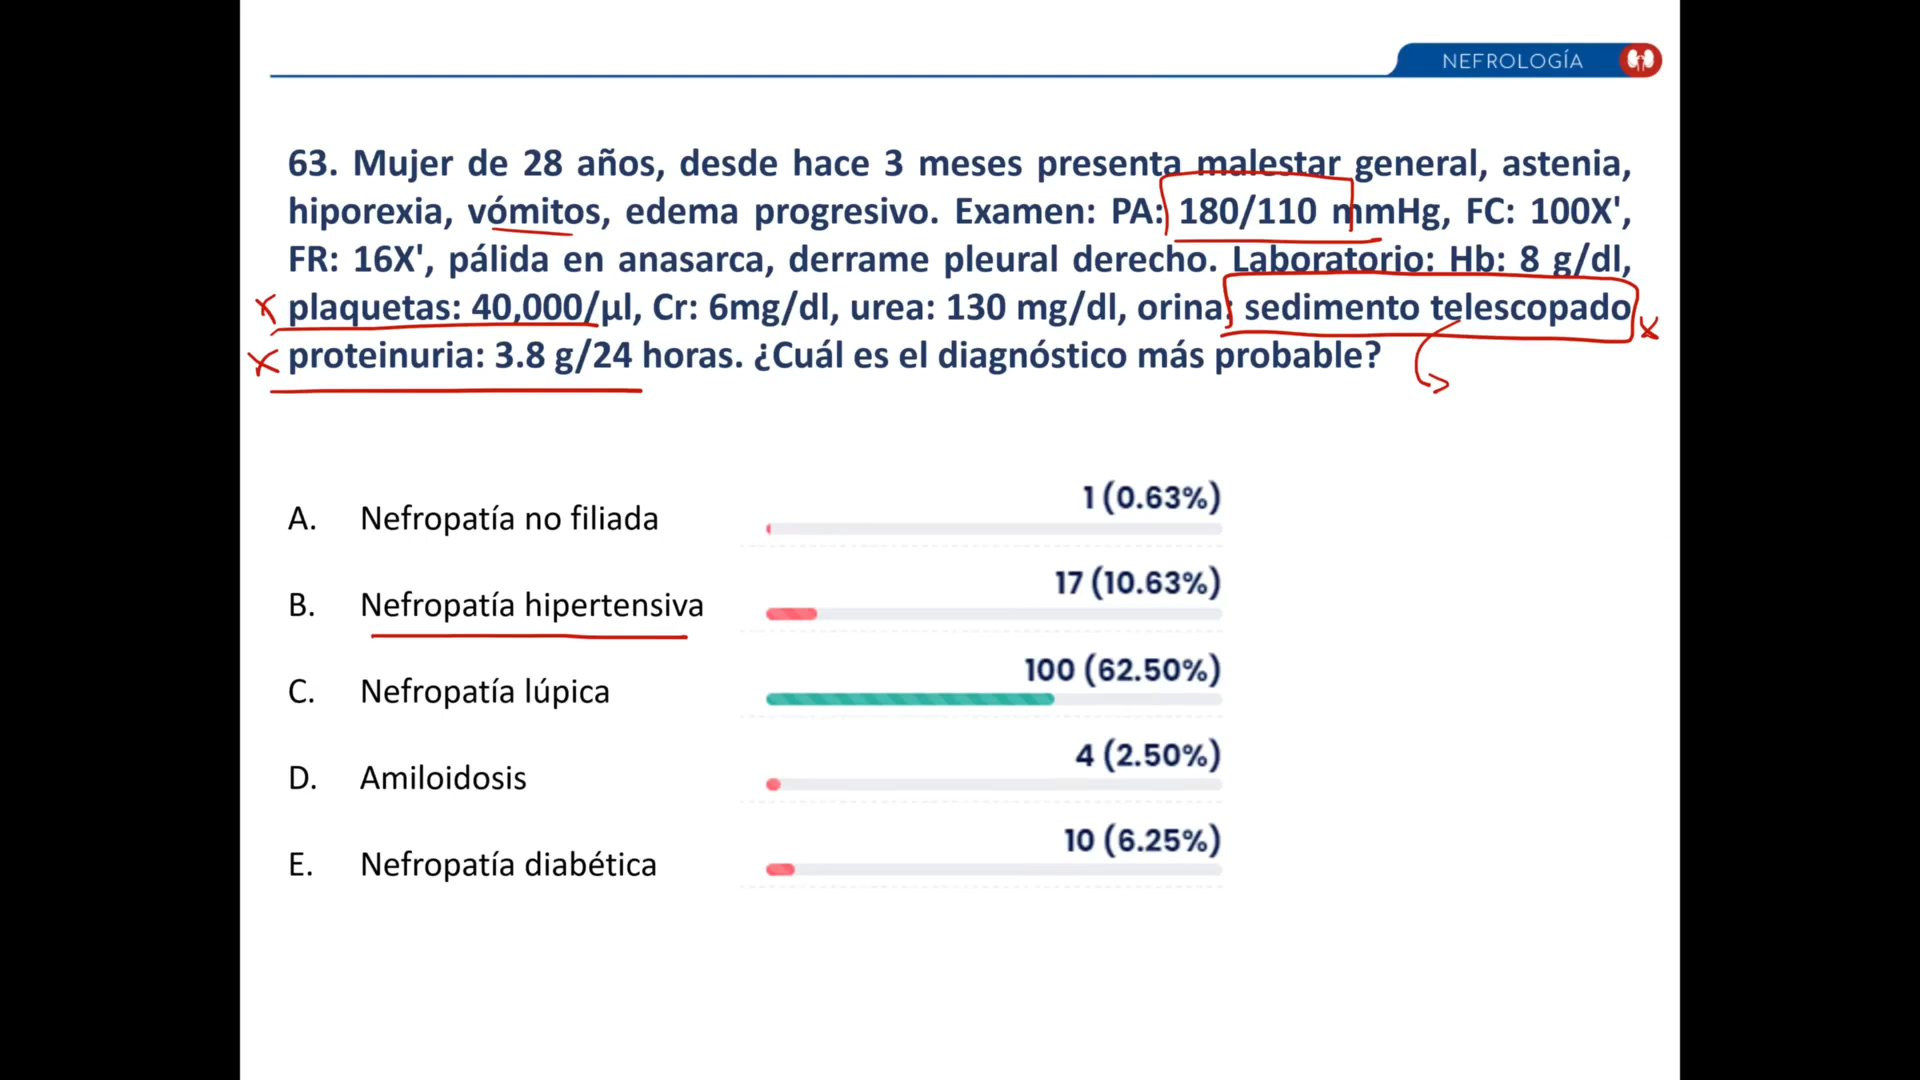 NEFROLOGÍA
63. Mujer de 28 años, desde hace 3 meses presenta malestar general, astenia,
hiporexia, vómitos, edema progresivo. Examen: PA: 180/110 mmHg, FC: 100X',
FR: 16X', pálida en anasarca, derrame pleural derecho. Laboratorio: Hb: 8 g/dl,
plaquetas: 40,000/µl, Cr: 6mg/dl, urea: 130 mg/dl, orina: sedimento telescopado
proteinuria: 3.8 g/24 horas. ¿Cuál es el diagnóstico más probable?
A. Nefropatía no filiada 1 (0.63%)
B. Nefropatía hipertensiva 17 (10.63%)
C. Nefropatía lúpica 100 (62.50%)
D. Amiloidosis 4 (2.50%)
E. Nefropatía diabética 10 (6.25%)